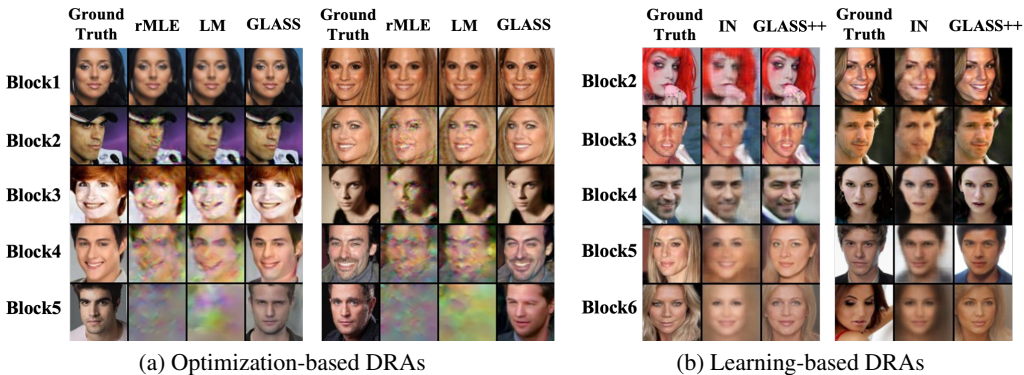 Ground Truth rMLE LM GLASS Ground Truth rMLE LM GLASS Ground Truth IN GLASS++ Ground Truth IN GLASS++
Block1
Block2
Block3
Block4
Block5
Block2
Block3
Block4
Block5
Block6
(a) Optimization-based DRAs
(b) Learning-based DRAs